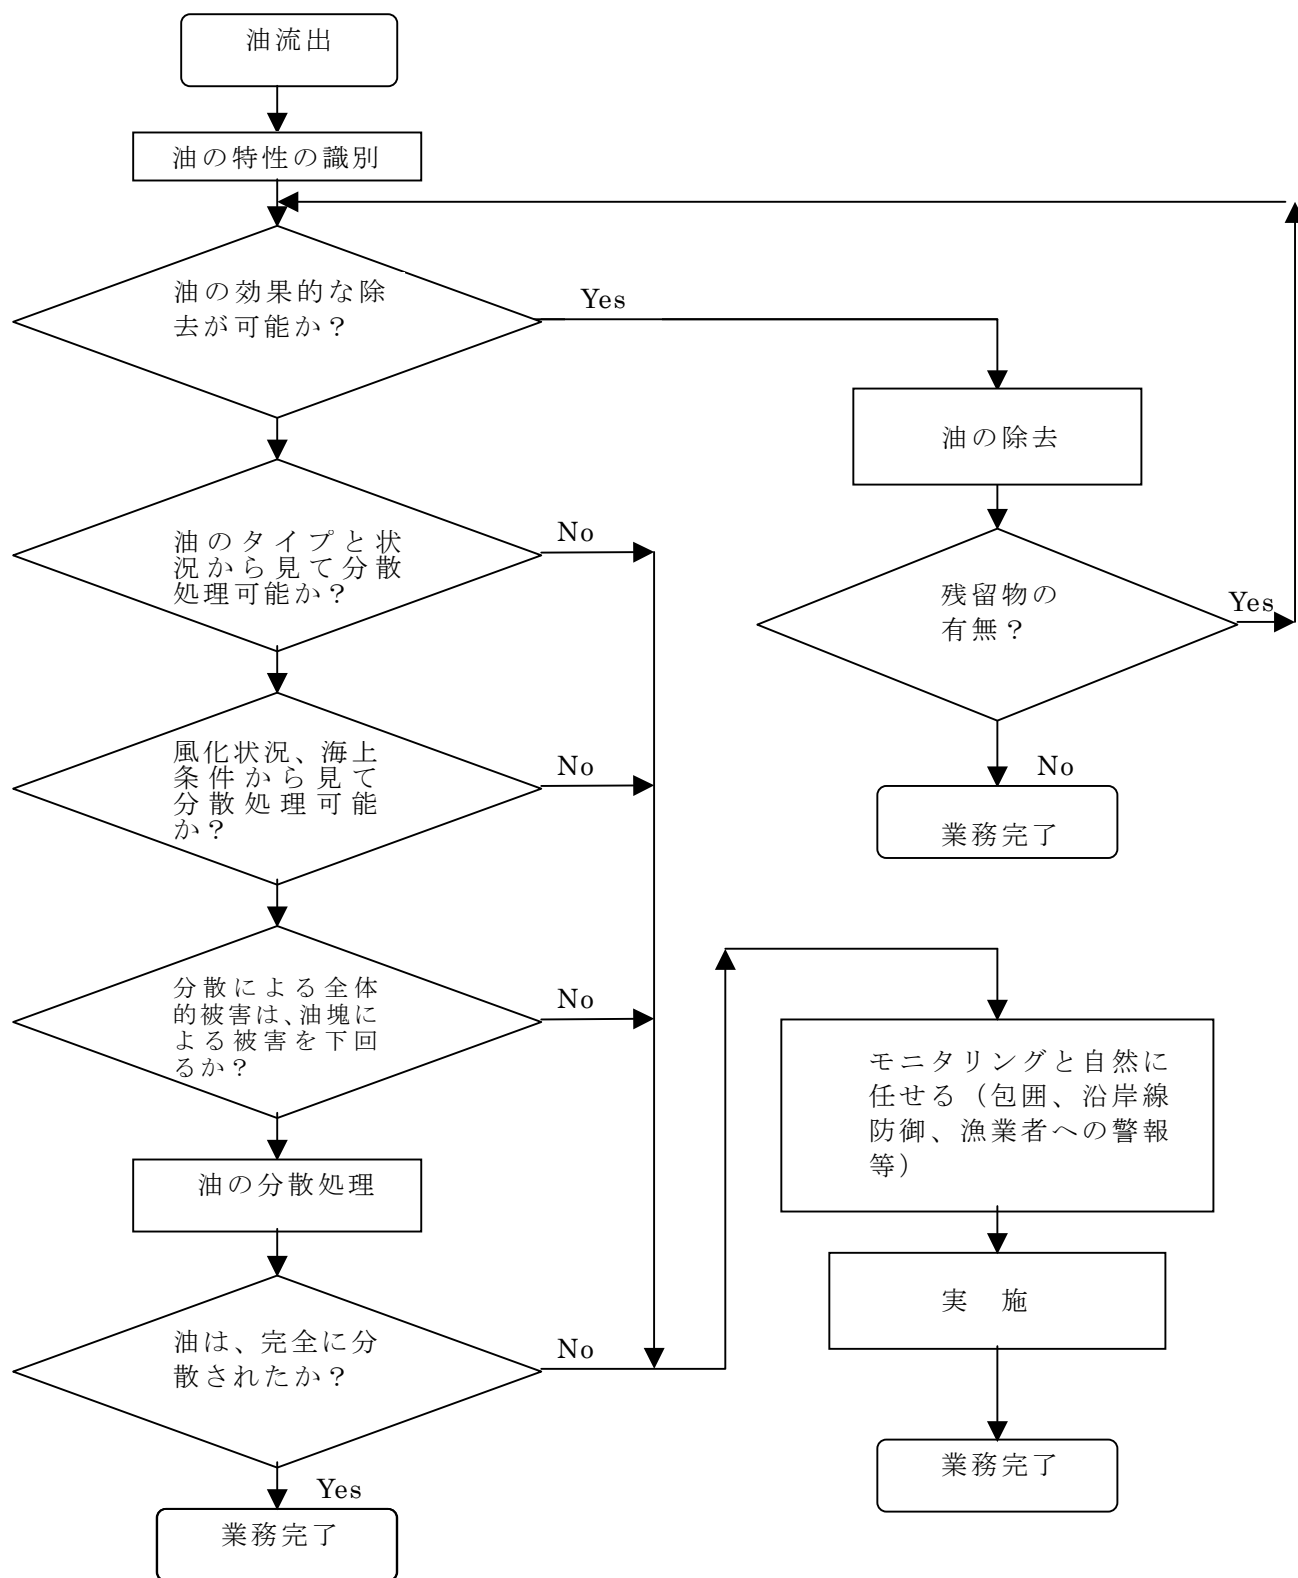 油流出
油の特性の識別
油の効果的な除
去が可能か？
Yes
油の除去
油のタイプと状
況から見て分散
処理可能か？
No
残留物の
有無？
Yes
風化状況、海上
条件から見て
分散処理可能
か？
No
No
業務完了
分散による全体
的被害は、油塊に
よる被害を下回
るか？
No
モニタリングと自然に
任せる（包囲、沿岸線
防御、漁業者への警報
等）
油の分散処理
実　施
油は、完全に分
散されたか？
No
業務完了
Yes
業務完了